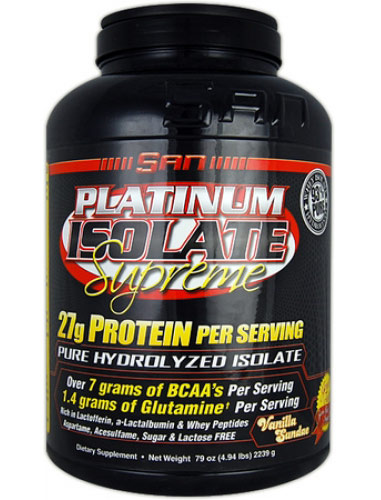 SAN
SAN
PLATINUM
ISOLATE
Supreme
27g PROTEIN PER SERVING
PURE HYDROLYZED ISOLATE
Over 7 grams of BCAA's Per Serving
1.4 grams of Glutamine† Per Serving
Rich in Lactoferrin, a-Lactalbumin & Whey Peptides
Aspartame, Acesulfame, Sugar & Lactose FREE
Vanilla
Sundae
Dietary Supplement • Net Weight 79 oz (4.94 LBS) 2239 g